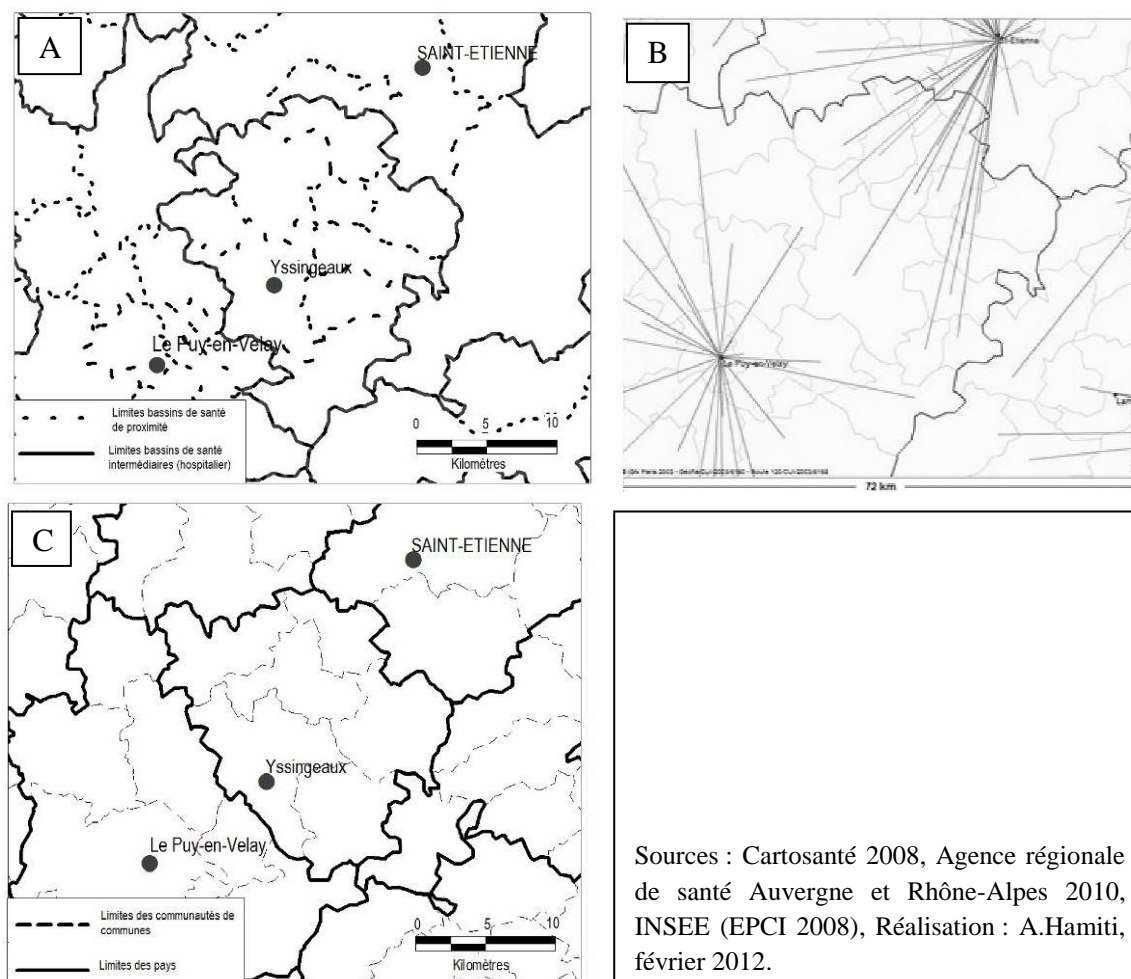 A
SAINT-ETIENNE
Yssingeaux
Le Puy-en-Velay
Limites bassins de santé
de proximité
Limites bassins de santé
intermédiaires (hospitalier)
0 5 10
Kilomètres
B
St-Etienne
Le Puy-en-Velay
72 km
C
SAINT-ETIENNE
Yssingeaux
Le Puy-en-Velay
Limites des communautés de
communes
Limites des pays
0 5 10
Kilomètres
Sources : Cartosanté 2008, Agence régionale
de santé Auvergne et Rhône-Alpes 2010,
INSEE (EPCI 2008), Réalisation : A.Hamiti,
février 2012.